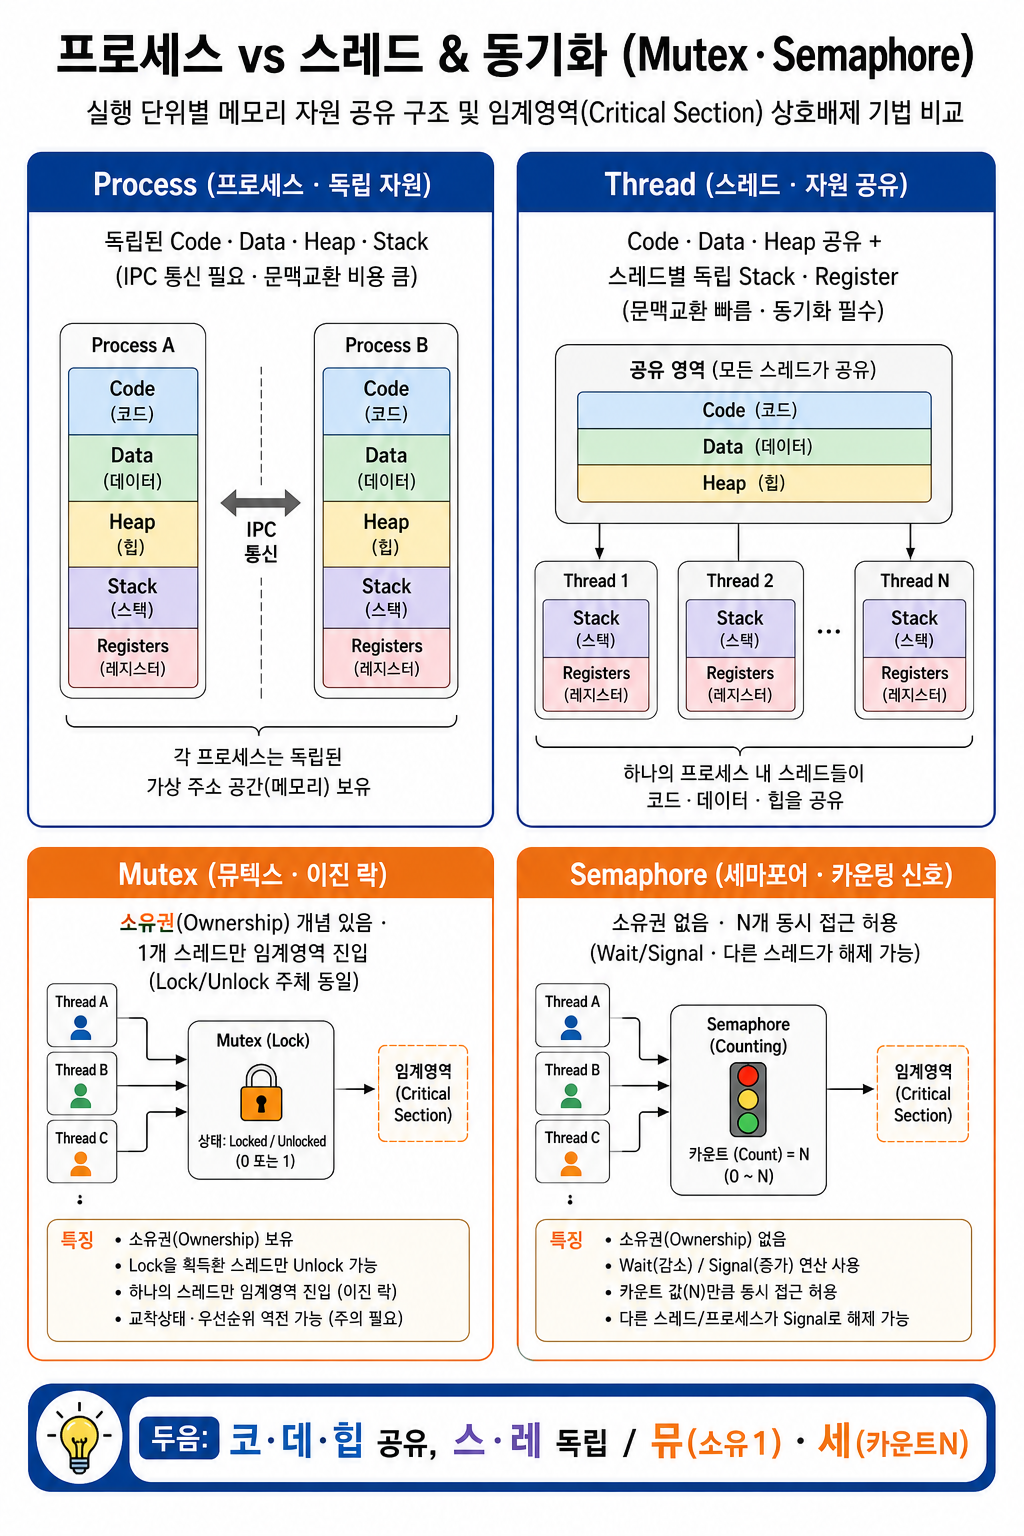 프로세스 vs 스레드 & 동기화 (Mutex · Semaphore)
실행 단위별 메모리 자원 공유 구조 및 임계영역(Critical Section) 상호배제 기법 비교
Process (프로세스 · 독립 자원)
독립된 Code · Data · Heap · Stack
(IPC 통신 필요 · 문맥교환 비용 큼)
Process A
Code
(코드)
Data
(데이터)
Heap
(힙)
Stack
(스택)
Registers
(레지스터)
IPC
통신
Process B
Code
(코드)
Data
(데이터)
Heap
(힙)
Stack
(스택)
Registers
(레지스터)
각 프로세스는 독립된
가상 주소 공간(메모리) 보유
Thread (스레드 · 자원 공유)
Code · Data · Heap 공유 +
스레드별 독립 Stack · Register
(문맥교환 빠름 · 동기화 필수)
공유 영역 (모든 스레드가 공유)
Code (코드)
Data (데이터)
Heap (힙)
Thread 1
Stack
(스택)
Registers
(레지스터)
Thread 2
Stack
(스택)
Registers
(레지스터)
...
Thread N
Stack
(스택)
Registers
(레지스터)
하나의 프로세스 내 스레드들이
코드 · 데이터 · 힙을 공유
Mutex (뮤텍스 · 이진 락)
소유권(Ownership) 개념 있음 ·
1개 스레드만 임계영역 진입
(Lock/Unlock 주체 동일)
Thread A
Thread B
Thread C
:
Mutex (Lock)
상태: Locked / Unlocked
(0 또는 1)
임계영역
(Critical
Section)
특징
• 소유권(Ownership) 보유
• Lock을 획득한 스레드만 Unlock 가능
• 하나의 스레드만 임계영역 진입 (이진 락)
• 교착상태 · 우선순위 역전 가능 (주의 필요)
Semaphore (세마포어 · 카운팅 신호)
소유권 없음 · N개 동시 접근 허용
(Wait/Signal · 다른 스레드가 해제 가능)
Thread A
Thread B
Thread C
:
Semaphore
(Counting)
카운트 (Count) = N
(0 ~ N)
임계영역
(Critical
Section)
특징
• 소유권(Ownership) 없음
• Wait(감소) / Signal(증가) 연산 사용
• 카운트 값(N)만큼 동시 접근 허용
• 다른 스레드/프로세스가 Signal로 해제 가능
두음: 코·데·힙 공유, 스·레 독립 / 뮤(소유1) · 세(카운트N)